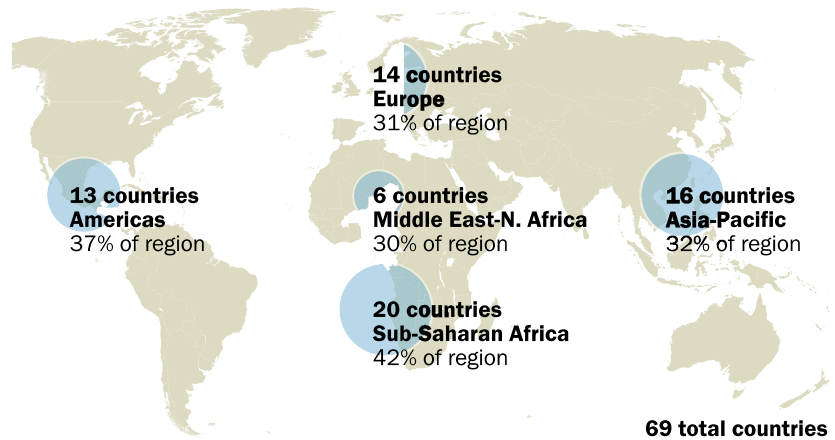 14 countries
Europe
31% of region
13 countries
Americas
37% of region
6 countries
Middle East-N. Africa
30% of region
16 countries
Asia-Pacific
32% of region
20 countries
Sub-Saharan Africa
42% of region
69 total countries